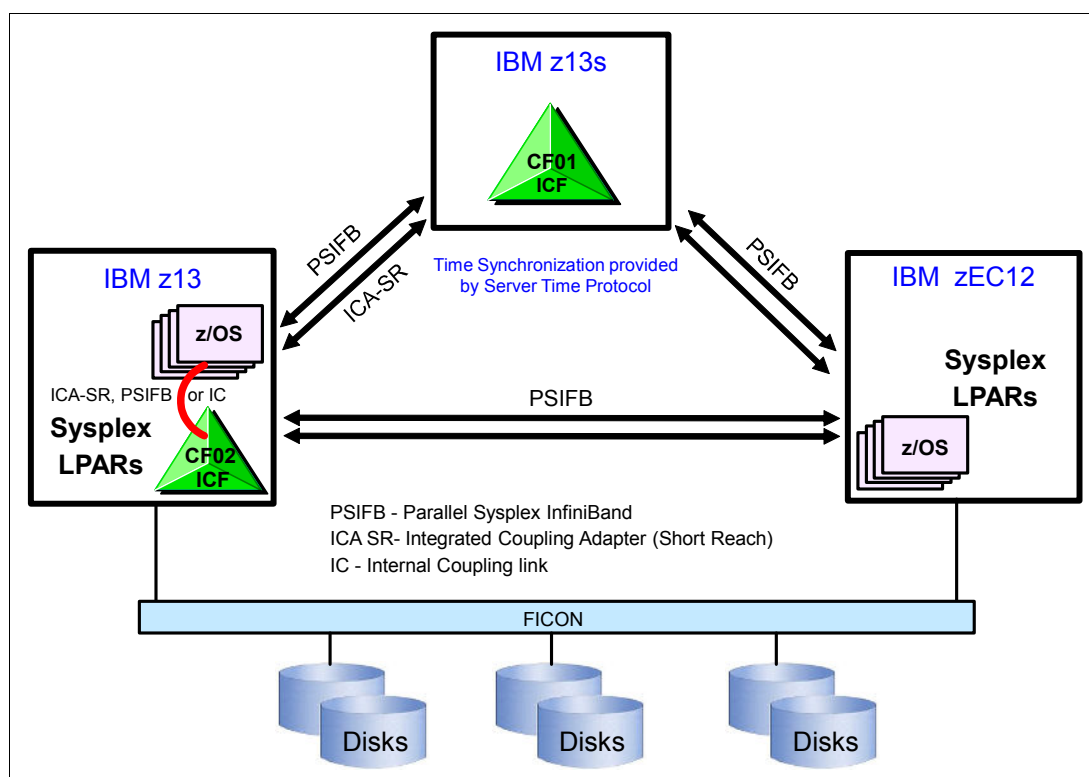 IBM z13s
CF01
ICF
PSIFB
ICA-SR
Time Synchronization provided
by Server Time Protocol
PSIFB
IBM z13
z/OS
ICA-SR, PSIFB or IC
Sysplex
LPARs
CF02
ICF
PSIFB
IBM zEC12
Sysplex
LPARs
z/OS
PSIFB - Parallel Sysplex InfiniBand
ICA SR- Integrated Coupling Adapter (Short Reach)
IC - Internal Coupling link
FICON
Disks
Disks
Disks